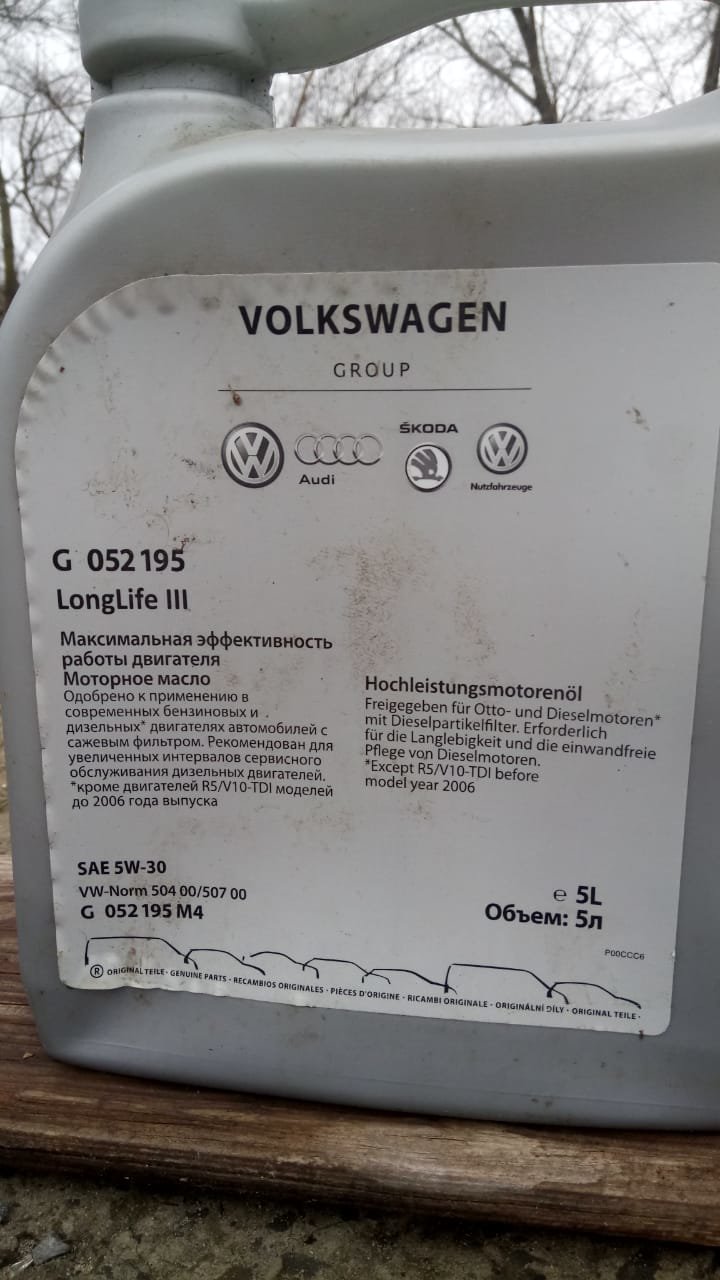 VOLKSWAGEN
GROUP
Audi
ŠKODA
Nutzfahrzeuge
G 052 195
LongLife III
Максимальная эффективность
работы двигателя
Моторное масло
Одобрено к применению в
современных бензиновых и
дизельных* двигателях автомобилей с
сажевым фильтром. Рекомендован для
увеличенных интервалов сервисного
обслуживания дизельных двигателей.
*кроме двигателей R5/V10-TDI моделей
до 2006 года выпуска
Hochleistungsmotorenöl
Freigegeben für Otto- und Dieselmotoren*
mit Dieselpartikelfilter. Erforderlich
für die Langlebigkeit und die einwandfreie
Pflege von Dieselmotoren.
*Except R5/V10-TDI before
model year 2006
SAE 5W-30
VW-Norm 504 00/507 00
G 052 195 M4
℮ 5L
Объем: 5л
P00CCC6
® ORIGINAL TEILE · GENUINE PARTS · RECAMBIOS ORIGINALES · PIÈCES D'ORIGINE · RICAMBI ORIGINALE · ORIGINÁLNÍ DÍLY · ORIGINAL TEILE ·